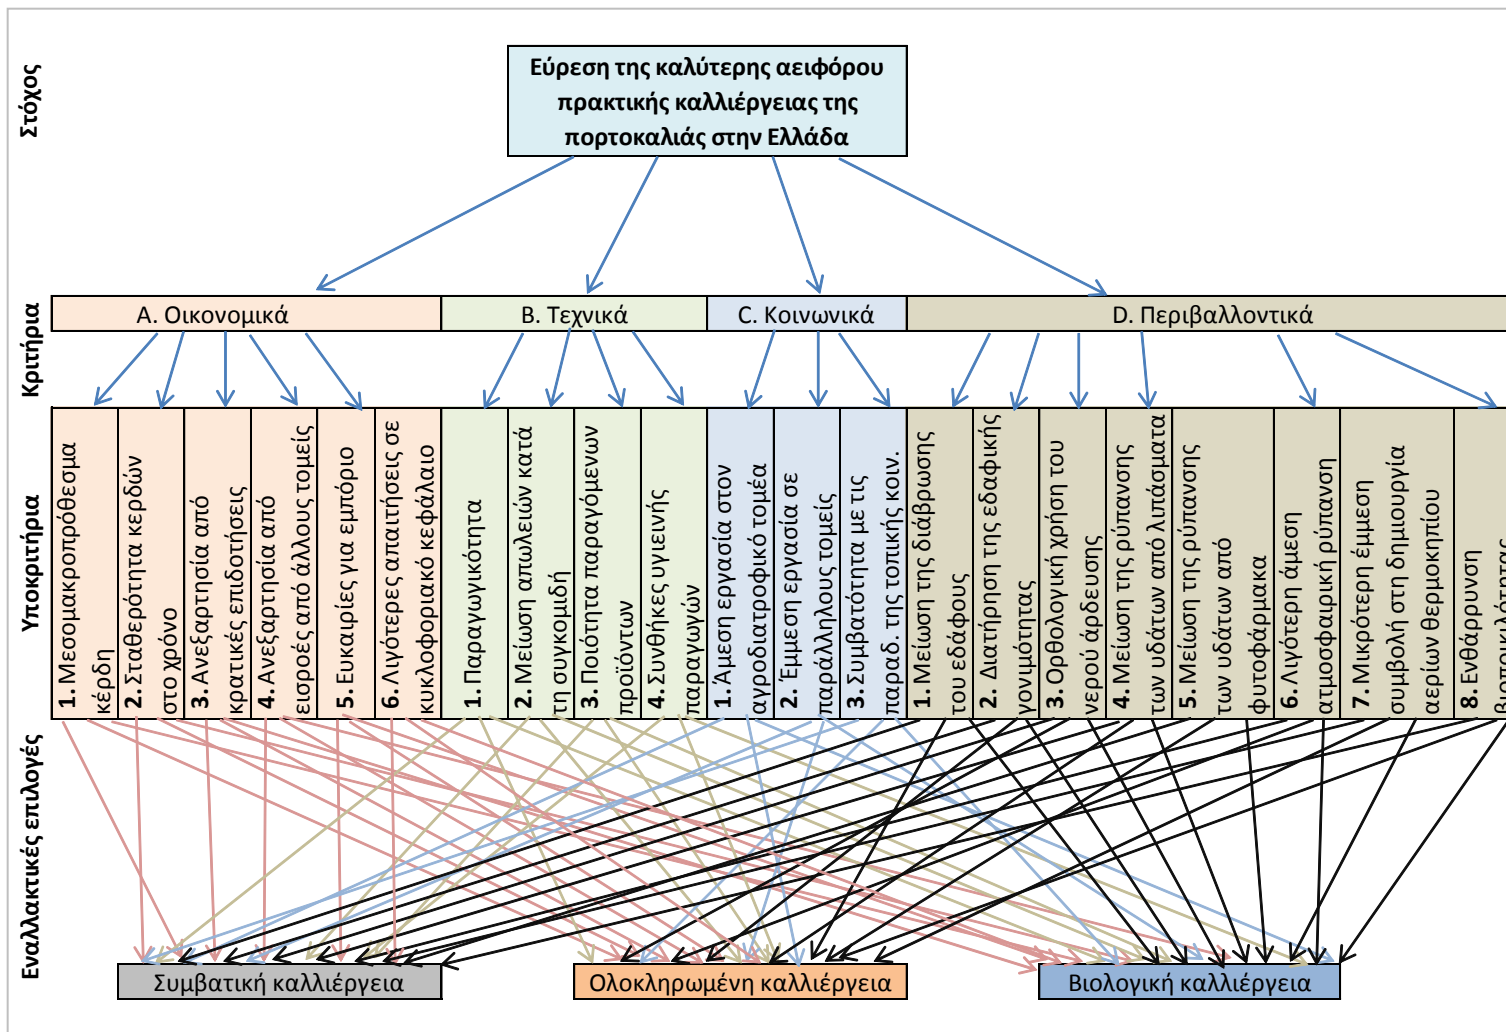 Στόχος
Εύρεση της καλύτερης αειφόρου
πρακτικής καλλιέργειας της
πορτοκαλιάς στην Ελλάδα
Κριτήρια
A. Οικονομικά
B. Τεχνικά
C. Κοινωνικά
D. Περιβαλλοντικά
Υποκριτήρια
1. Μεσομακροπρόθεσμα
κέρδη
2. Σταθερότητα κερδών
στο χρόνο
3. Ανεξαρτησία από
κρατικές επιδοτήσεις
4. Ανεξαρτησία από
εισροές από άλλους τομείς
5. Ευκαιρίες για εμπόριο
6. Λιγότερες απαιτήσεις σε
κυκλοφοριακό κεφάλαιο
1. Παραγωγικότητα
2. Μείωση απωλειών κατά
τη συγκομιδή
3. Ποιότητα παραγόμενων
προϊόντων
4. Συνθήκες υγιεινής
παραγωγών
1. Άμεση εργασία στον
αγροδιατροφικό τομέα
2. Έμμεση εργασία σε
παράλληλους τομείς
3. Συμβατότητα με τις
παραδ. της τοπικής κοιν.
1. Μείωση της διάβρωσης
του εδάφους
2. Διατήρηση της εδαφικής
γονιμότητας
3. Ορθολογική χρήση του
νερού άρδευσης
4. Μείωση της ρύπανσης
των υδάτων από λιπάσματα
5. Μείωση της ρύπανσης
των υδάτων από
φυτοφάρμακα
6. Λιγότερη άμεση
ατμοσφαιρική ρύπανση
7. Μικρότερη έμμεση
συμβολή στη δημιουργία
αερίων θερμοκηπίου
8. Ενθάρρυνση
βιοποικιλότητας
Εναλλακτικές επιλογές
Συμβατική καλλιέργεια
Ολοκληρωμένη καλλιέργεια
Βιολογική καλλιέργεια